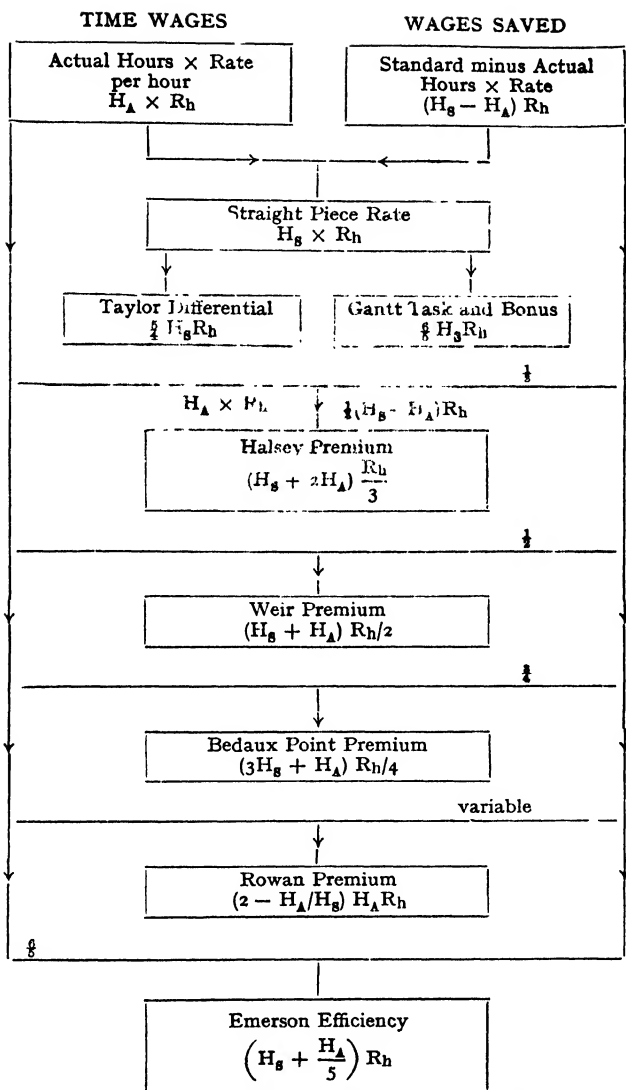 TIME WAGES
WAGES SAVED
Actual Hours × Rate
per hour
H_A × R_h
Standard minus Actual
Hours × Rate
(H_S − H_A) R_h
Straight Piece Rate
H_S × R_h
Taylor Differential
5/4 H_S R_h
Gantt Task and Bonus
6/5 H_S R_h
1/3
H_A × R_h
1/3 (H_S − H_A) R_h
Halsey Premium
(H_S + 2H_A) R_h/3
1/2
Weir Premium
(H_S + H_A) R_h/2
3/4
Bedaux Point Premium
(3H_S + H_A) R_h/4
variable
Rowan Premium
(2 − H_A/H_S) H_A R_h
6/5
Emerson Efficiency
(H_S + H_A/5) R_h